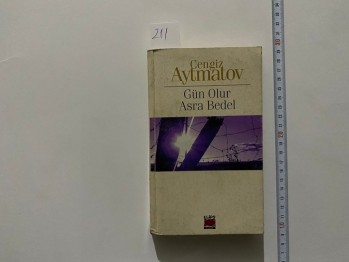 211
Cengiz
Aytmatov
Gün Olur
Asra Bedel